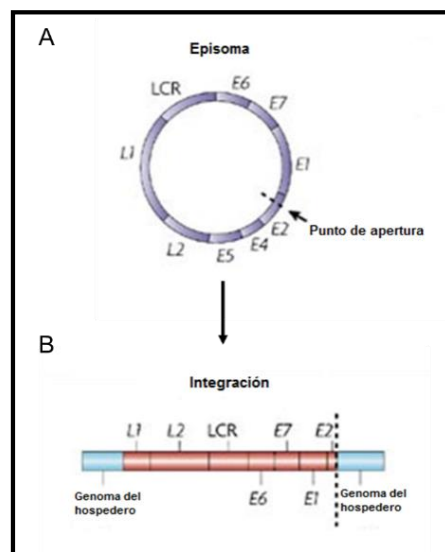 A
Episoma
LCR
E6
E7
L1
E1
E2
Punto de apertura
L2
E5
E4
B
Integración
L1
L2
LCR
E7
E2
Genoma del
hospedero
E6
E1
Genoma del
hospedero